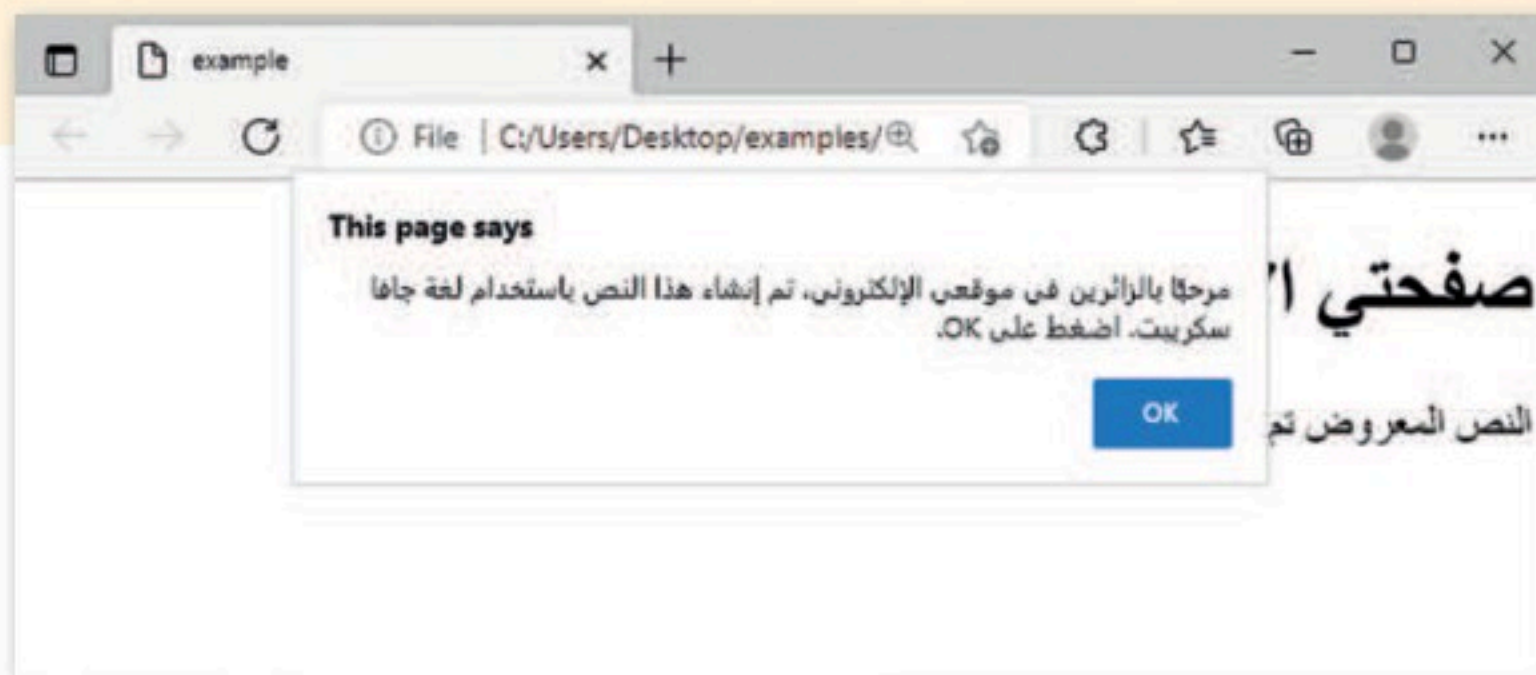 example
File | C:/Users/Desktop/examples/
This page says
مرحبًا بالزائرين في موقعي الإلكتروني، تم إنشاء هذا النص باستخدام لغة جافا
سكريبت. اضغط على OK.
OK
صفحتي
النص المعروض تم